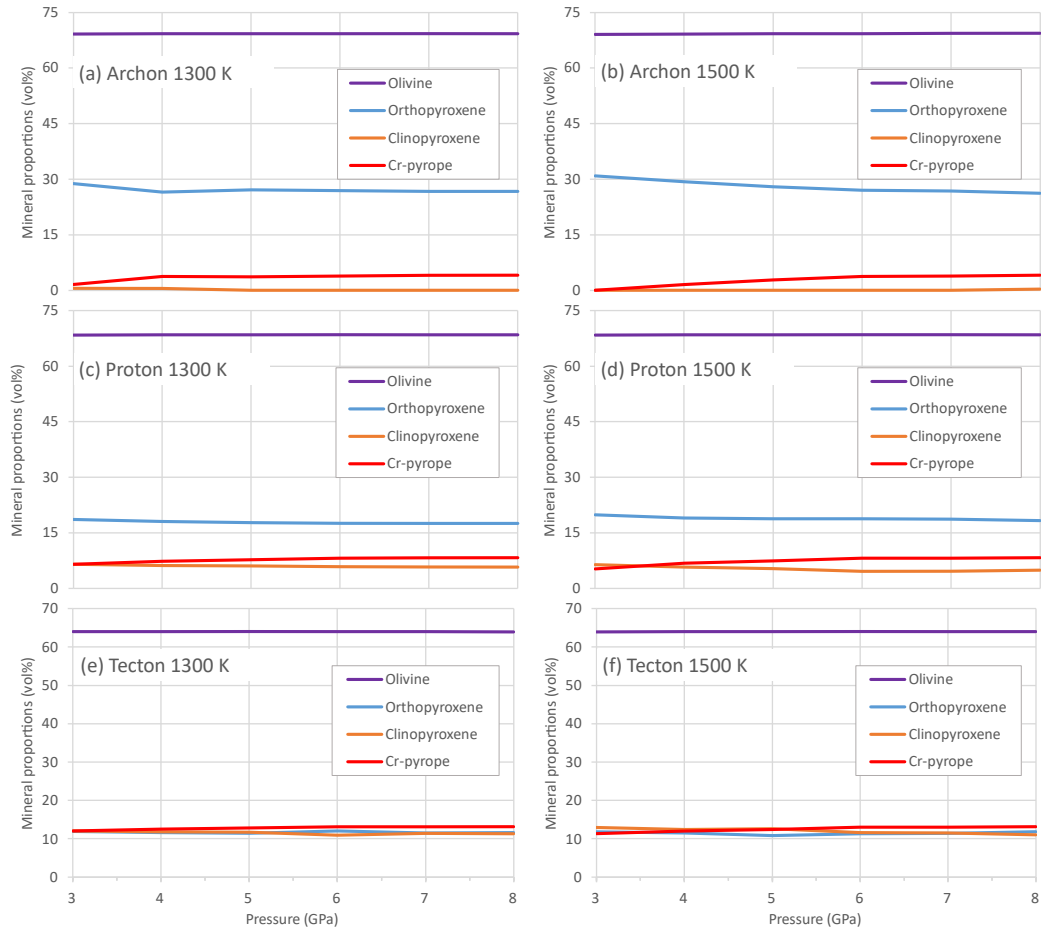 75
60
45
30
15
0
Mineral proportions (vol%)
(a) Archon 1300 K
Olivine
Orthopyroxene
Clinopyroxene
Cr-pyrope
75
60
45
30
15
0
Mineral proportions (vol%)
(b) Archon 1500 K
Olivine
Orthopyroxene
Clinopyroxene
Cr-pyrope
75
60
45
30
15
0
Mineral proportions (vol%)
(c) Proton 1300 K
Olivine
Orthopyroxene
Clinopyroxene
Cr-pyrope
75
60
45
30
15
0
Mineral proportions (vol%)
(d) Proton 1500 K
Olivine
Orthopyroxene
Clinopyroxene
Cr-pyrope
70
60
50
40
30
20
10
0
Mineral proportions (vol%)
(e) Tecton 1300 K
Olivine
Orthopyroxene
Clinopyroxene
Cr-pyrope
3 4 5 6 7 8
Pressure (GPa)
70
60
50
40
30
20
10
0
Mineral proportions (vol%)
(f) Tecton 1500 K
Olivine
Orthopyroxene
Clinopyroxene
Cr-pyrope
3 4 5 6 7 8
Pressure (GPa)